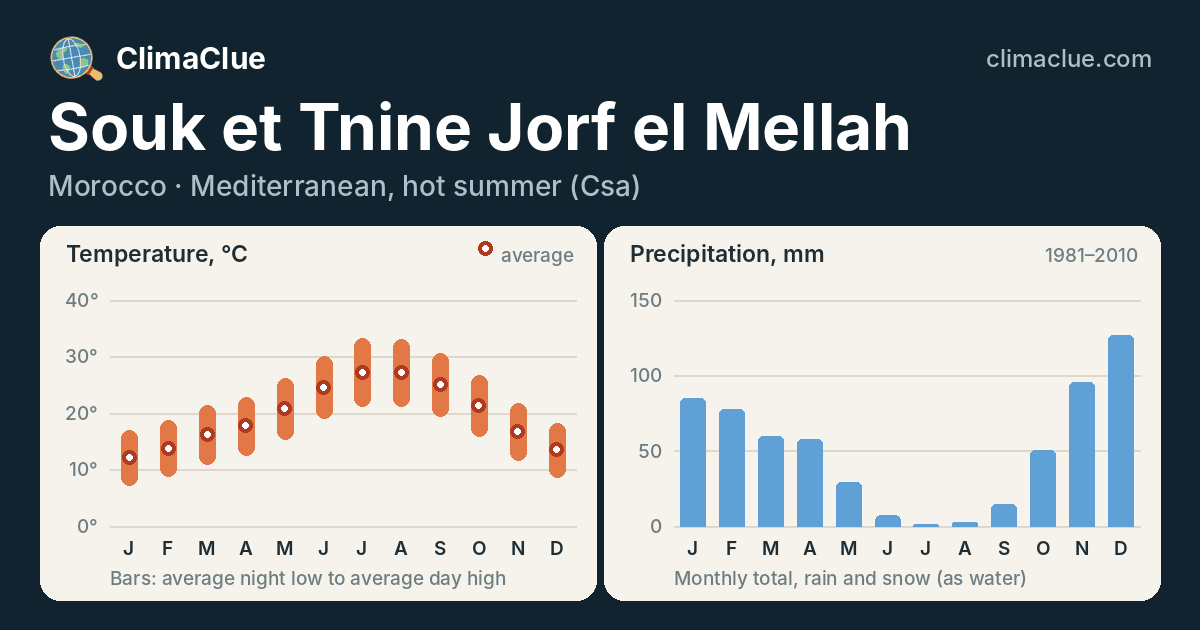 ClimaClue
climaclue.com
Souk et Tnine Jorf el Mellah
Morocco · Mediterranean, hot summer (Csa)
Temperature, °C
average
40°
30°
20°
10°
0°
J F M A M J J A S O N D
Bars: average night low to average day high
Precipitation, mm
1981–2010
150
100
50
0
J F M A M J J A S O N D
Monthly total, rain and snow (as water)